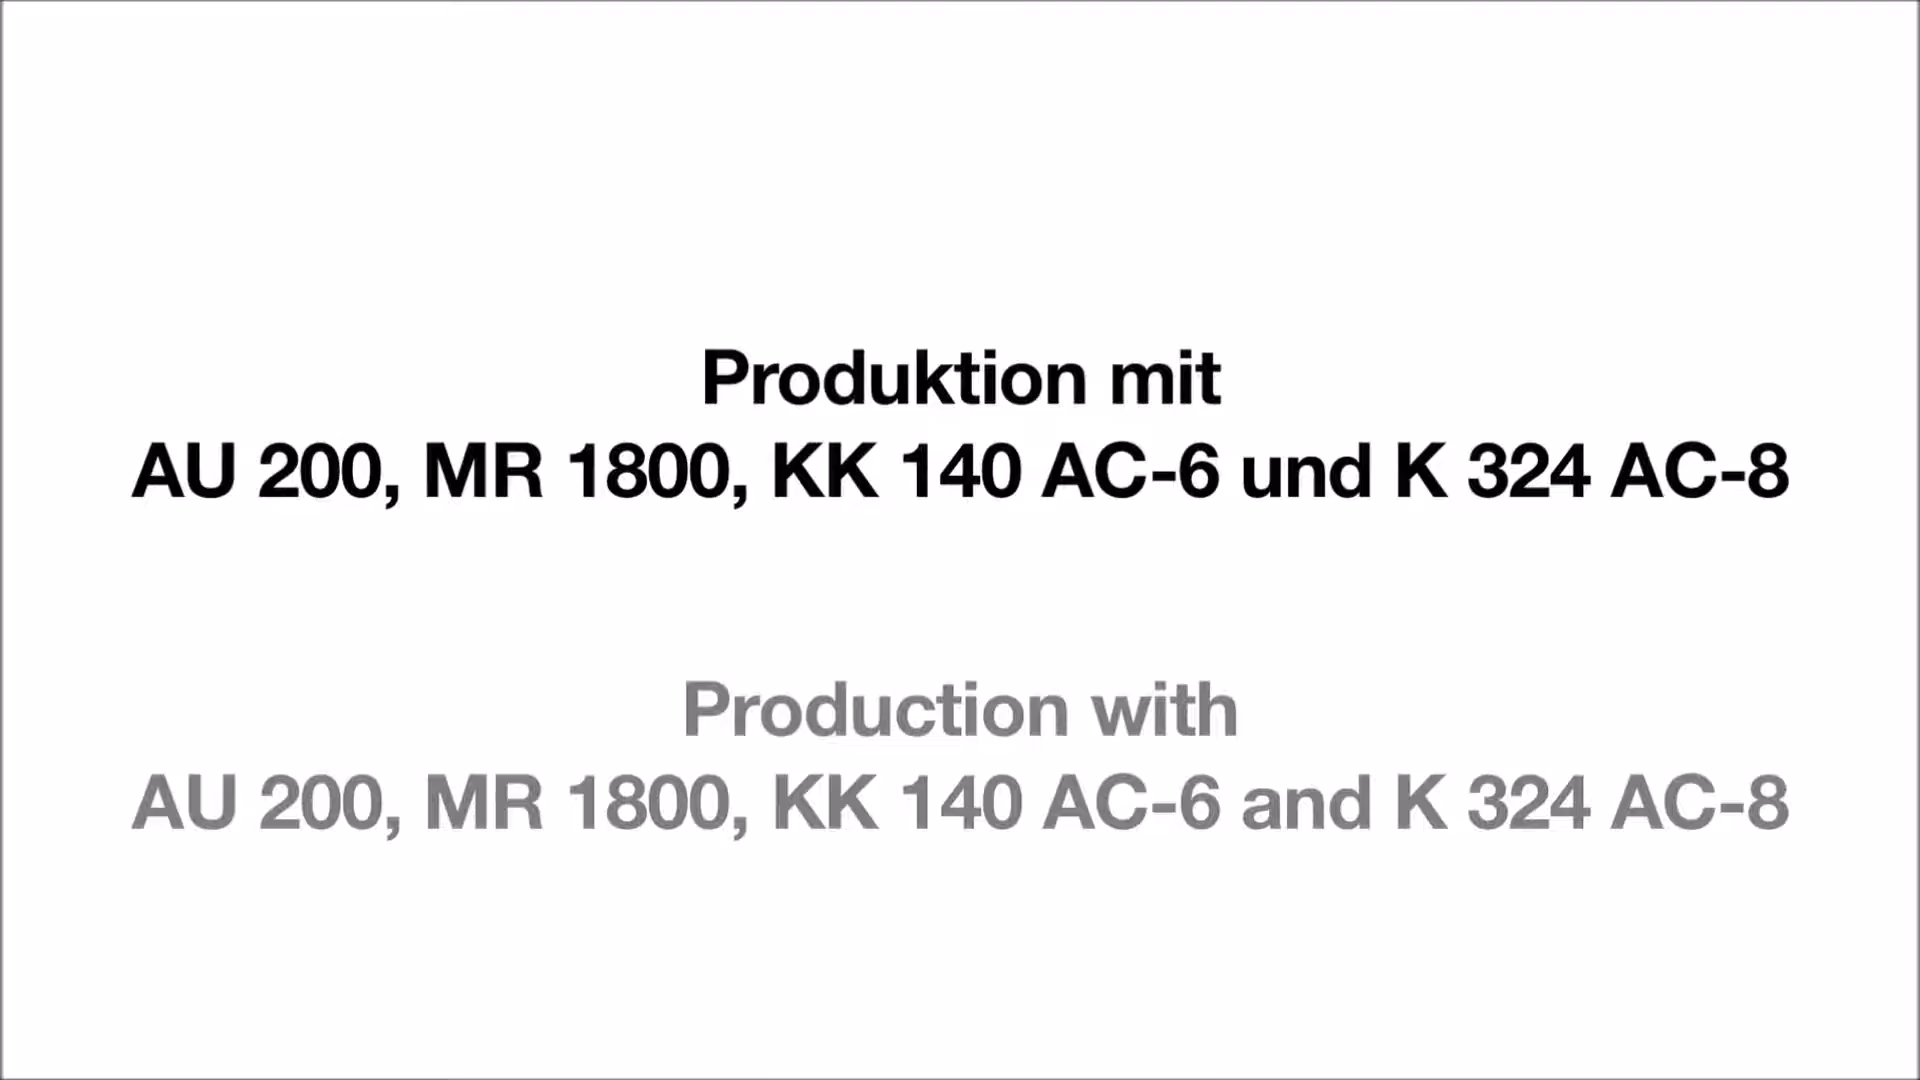 Produktion mit
AU 200, MR 1800, KK 140 AC-6 und K 324 AC-8
Production with
AU 200, MR 1800, KK 140 AC-6 and K 324 AC-8